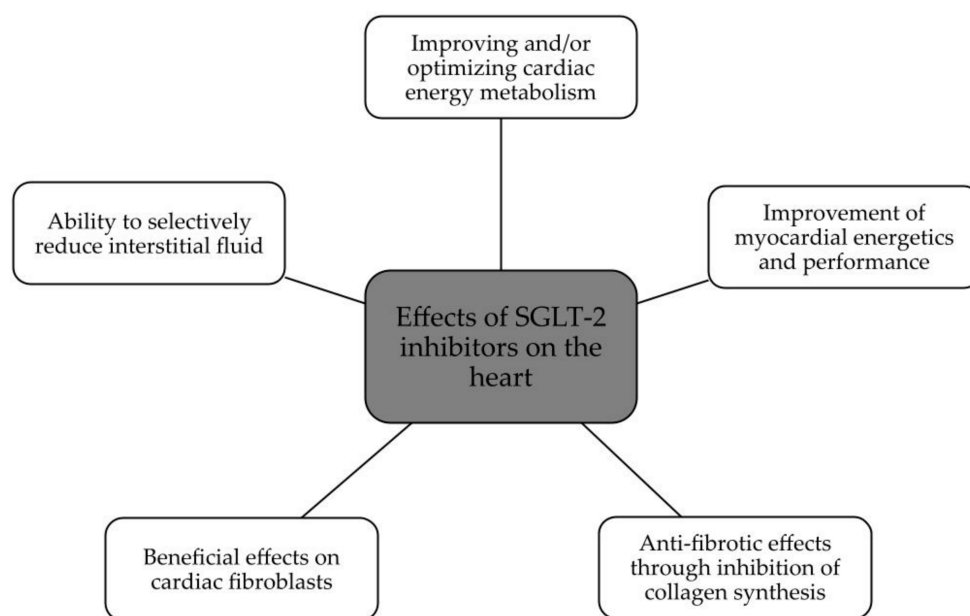 Improving and/or
optimizing cardiac
energy metabolism
Ability to selectively
reduce interstitial fluid
Improvement of
myocardial energetics
and performance
Effects of SGLT-2
inhibitors on the
heart
Beneficial effects on
cardiac fibroblasts
Anti-fibrotic effects
through inhibition of
collagen synthesis